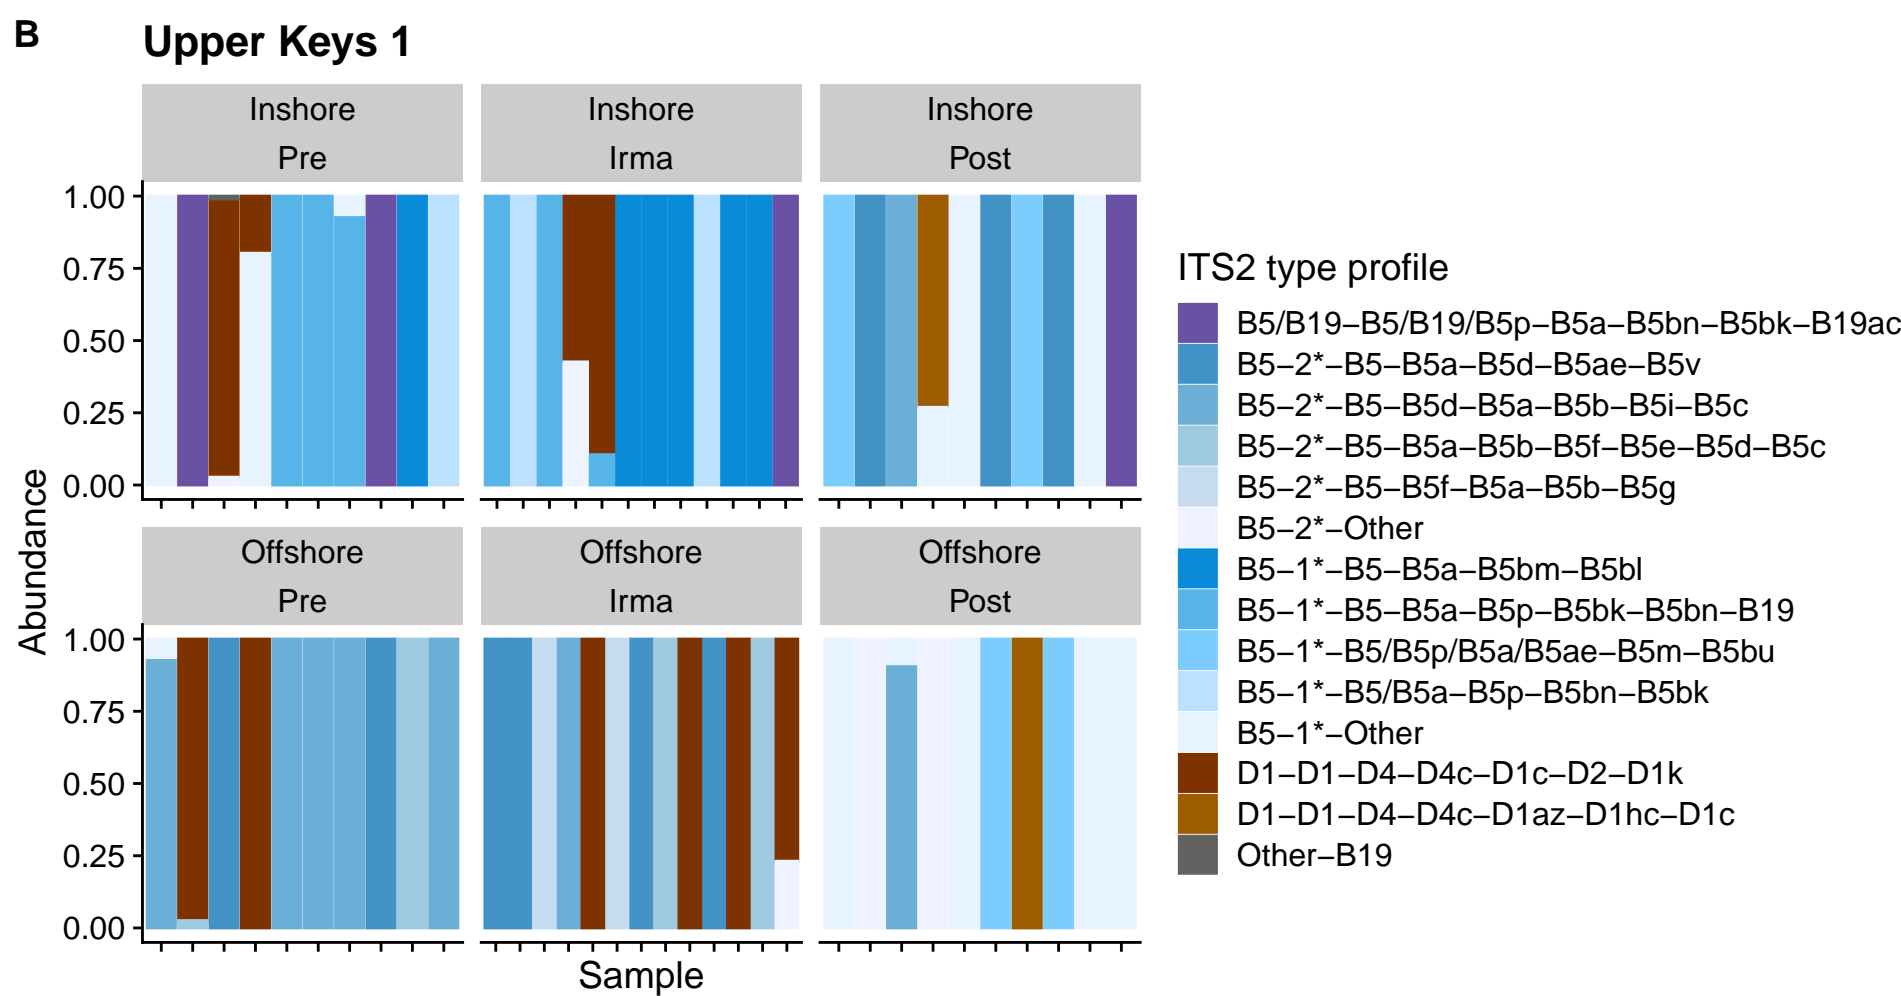 B
Upper Keys 1
Inshore
Pre
Inshore
Irma
Inshore
Post
1.00
0.75
0.50
0.25
0.00
Abundance
Offshore
Pre
Offshore
Irma
Offshore
Post
1.00
0.75
0.50
0.25
0.00
Sample
ITS2 type profile
B5/B19−B5/B19/B5p−B5a−B5bn−B5bk−B19ac
B5−2*−B5−B5a−B5d−B5ae−B5v
B5−2*−B5−B5d−B5a−B5b−B5i−B5c
B5−2*−B5−B5a−B5b−B5f−B5e−B5d−B5c
B5−2*−B5−B5f−B5a−B5b−B5g
B5−2*−Other
B5−1*−B5−B5a−B5bm−B5bl
B5−1*−B5−B5a−B5p−B5bk−B5bn−B19
B5−1*−B5/B5p/B5a/B5ae−B5m−B5bu
B5−1*−B5/B5a−B5p−B5bn−B5bk
B5−1*−Other
D1−D1−D4−D4c−D1c−D2−D1k
D1−D1−D4−D4c−D1az−D1hc−D1c
Other−B19